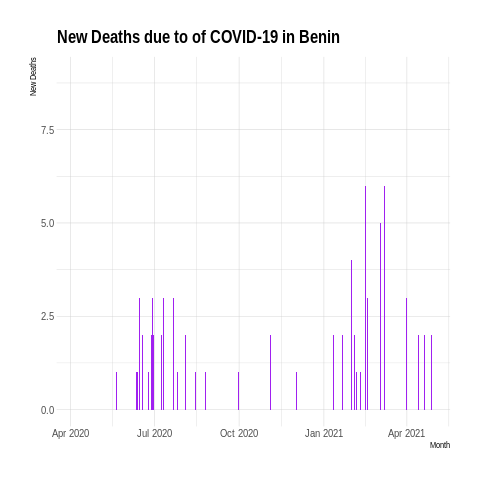 New Deaths due to of COVID-19 in Benin
New Deaths
7.5
5.0
2.5
0.0
Apr 2020 Jul 2020 Oct 2020 Jan 2021 Apr 2021
Month